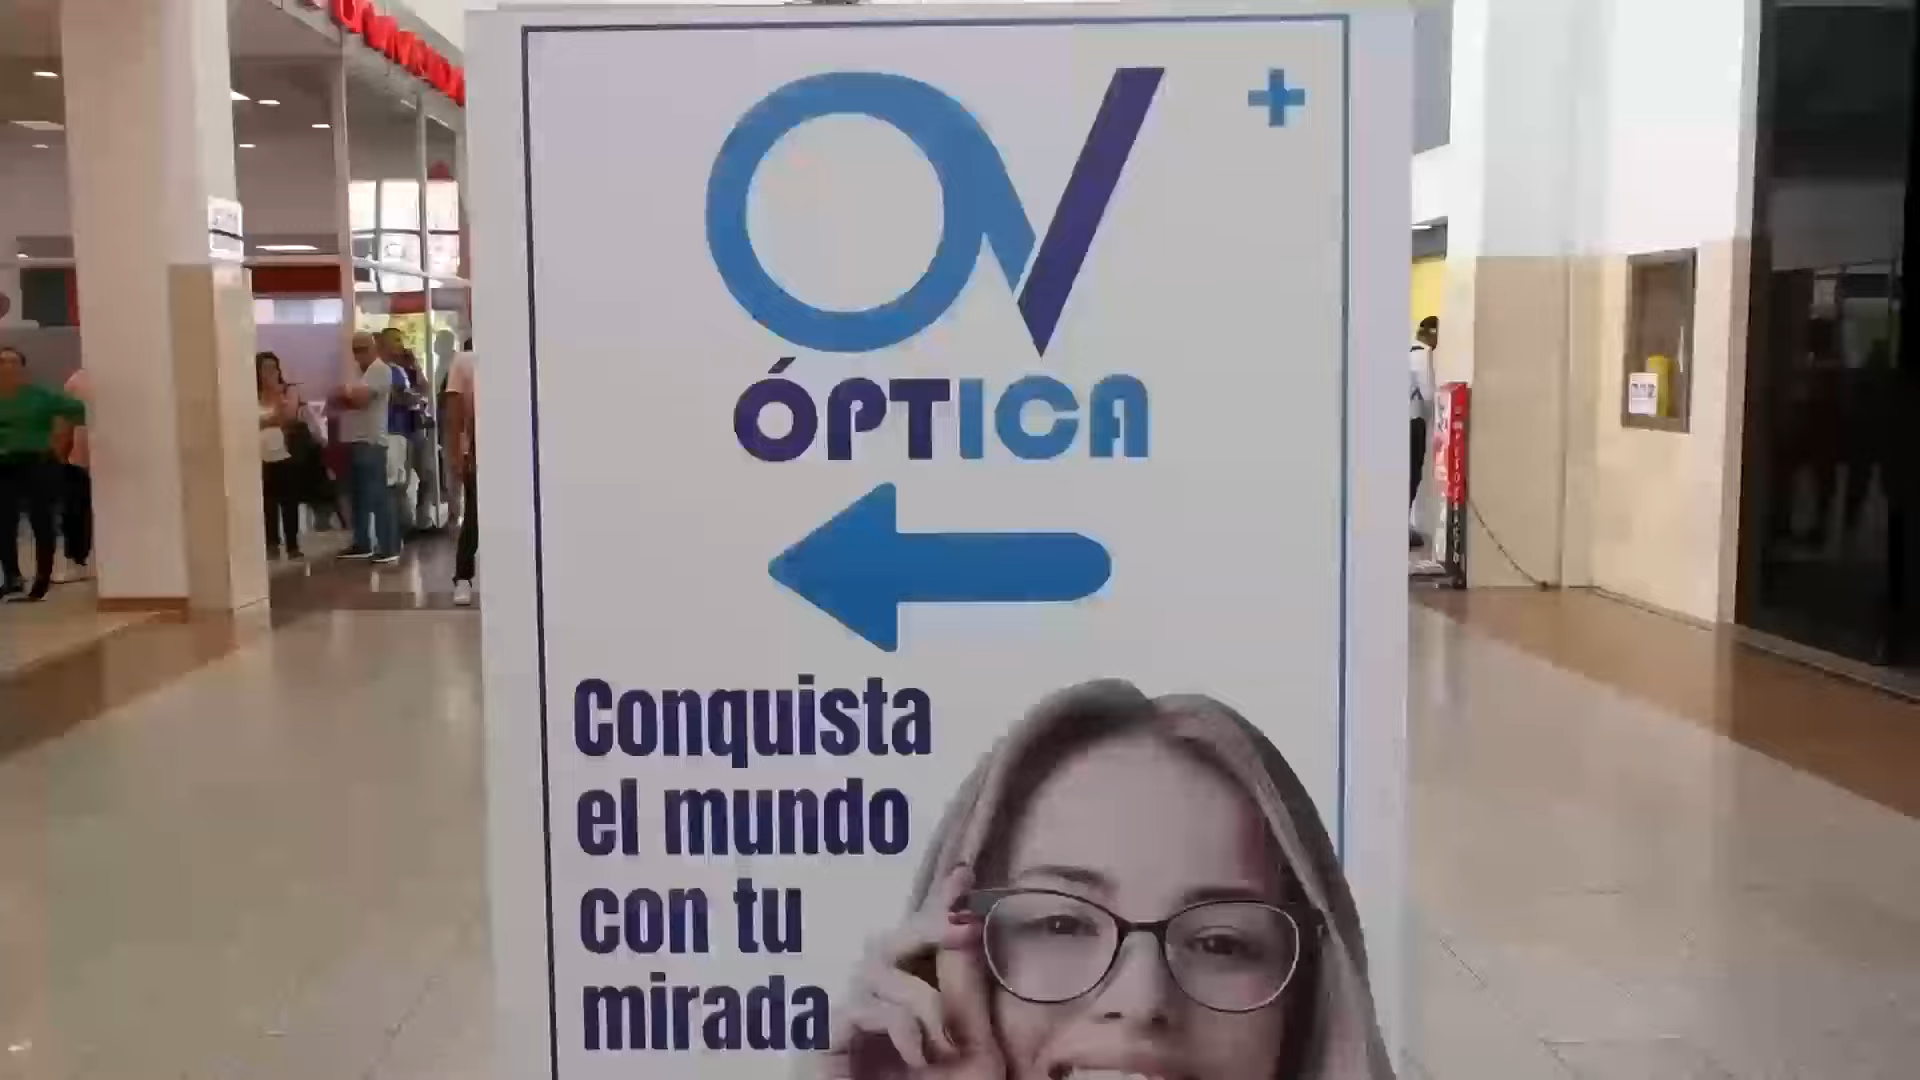 OV
+
ÓPTICA
Conquista
el mundo
con tu
mirada